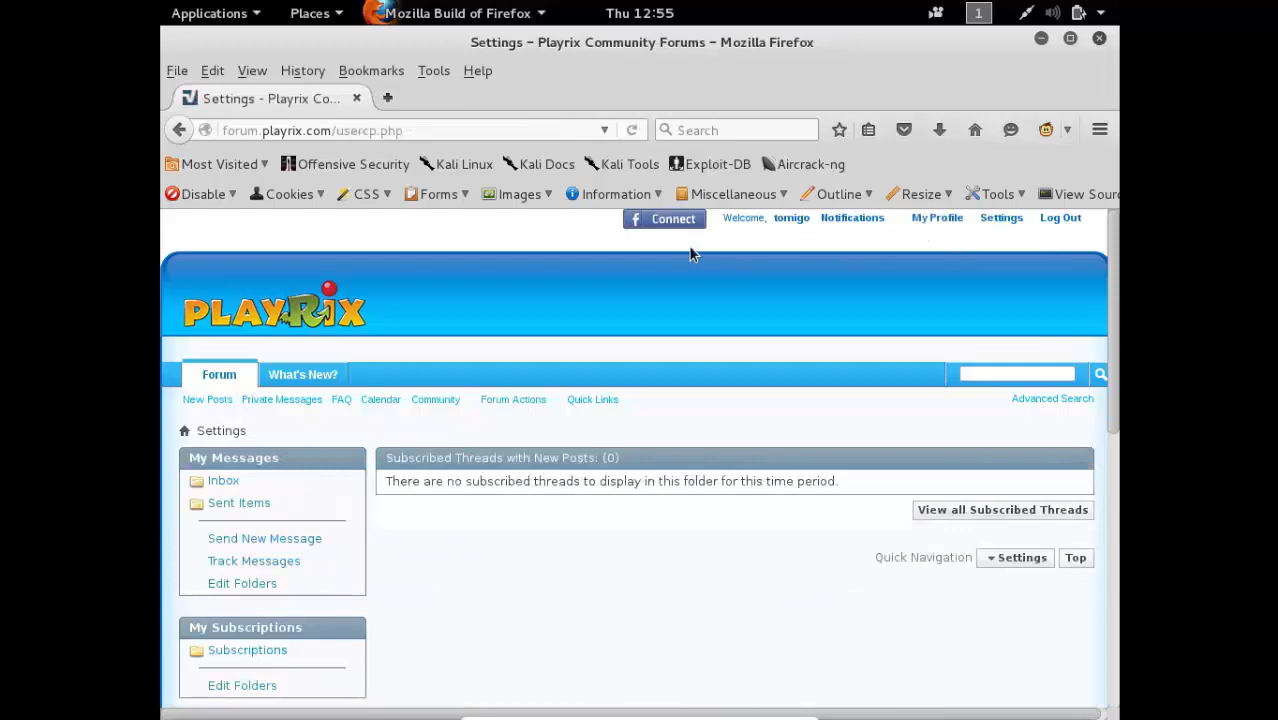 Applications Places Mozilla Build of Firefox Thu 12:55 1
Settings - Playrix Community Forums - Mozilla Firefox
File Edit View History Bookmarks Tools Help
Settings - Playrix Co...
forum.playrix.com/usercp.php Search
Most Visited Offensive Security Kali Linux Kali Docs Kali Tools Exploit-DB Aircrack-ng
Disable Cookies CSS Forms Images Information Miscellaneous Outline Resize Tools View Sour
f Connect Welcome, tomigo Notifications My Profile Settings Log Out
PLAYRIX
Forum What's New?
New Posts Private Messages FAQ Calendar Community Forum Actions Quick Links Advanced Search
Settings
My Messages
Inbox
Sent Items
Send New Message
Track Messages
Edit Folders
My Subscriptions
Subscriptions
Edit Folders
Subscribed Threads with New Posts: (0)
There are no subscribed threads to display in this folder for this time period.
View all Subscribed Threads
Quick Navigation Settings Top